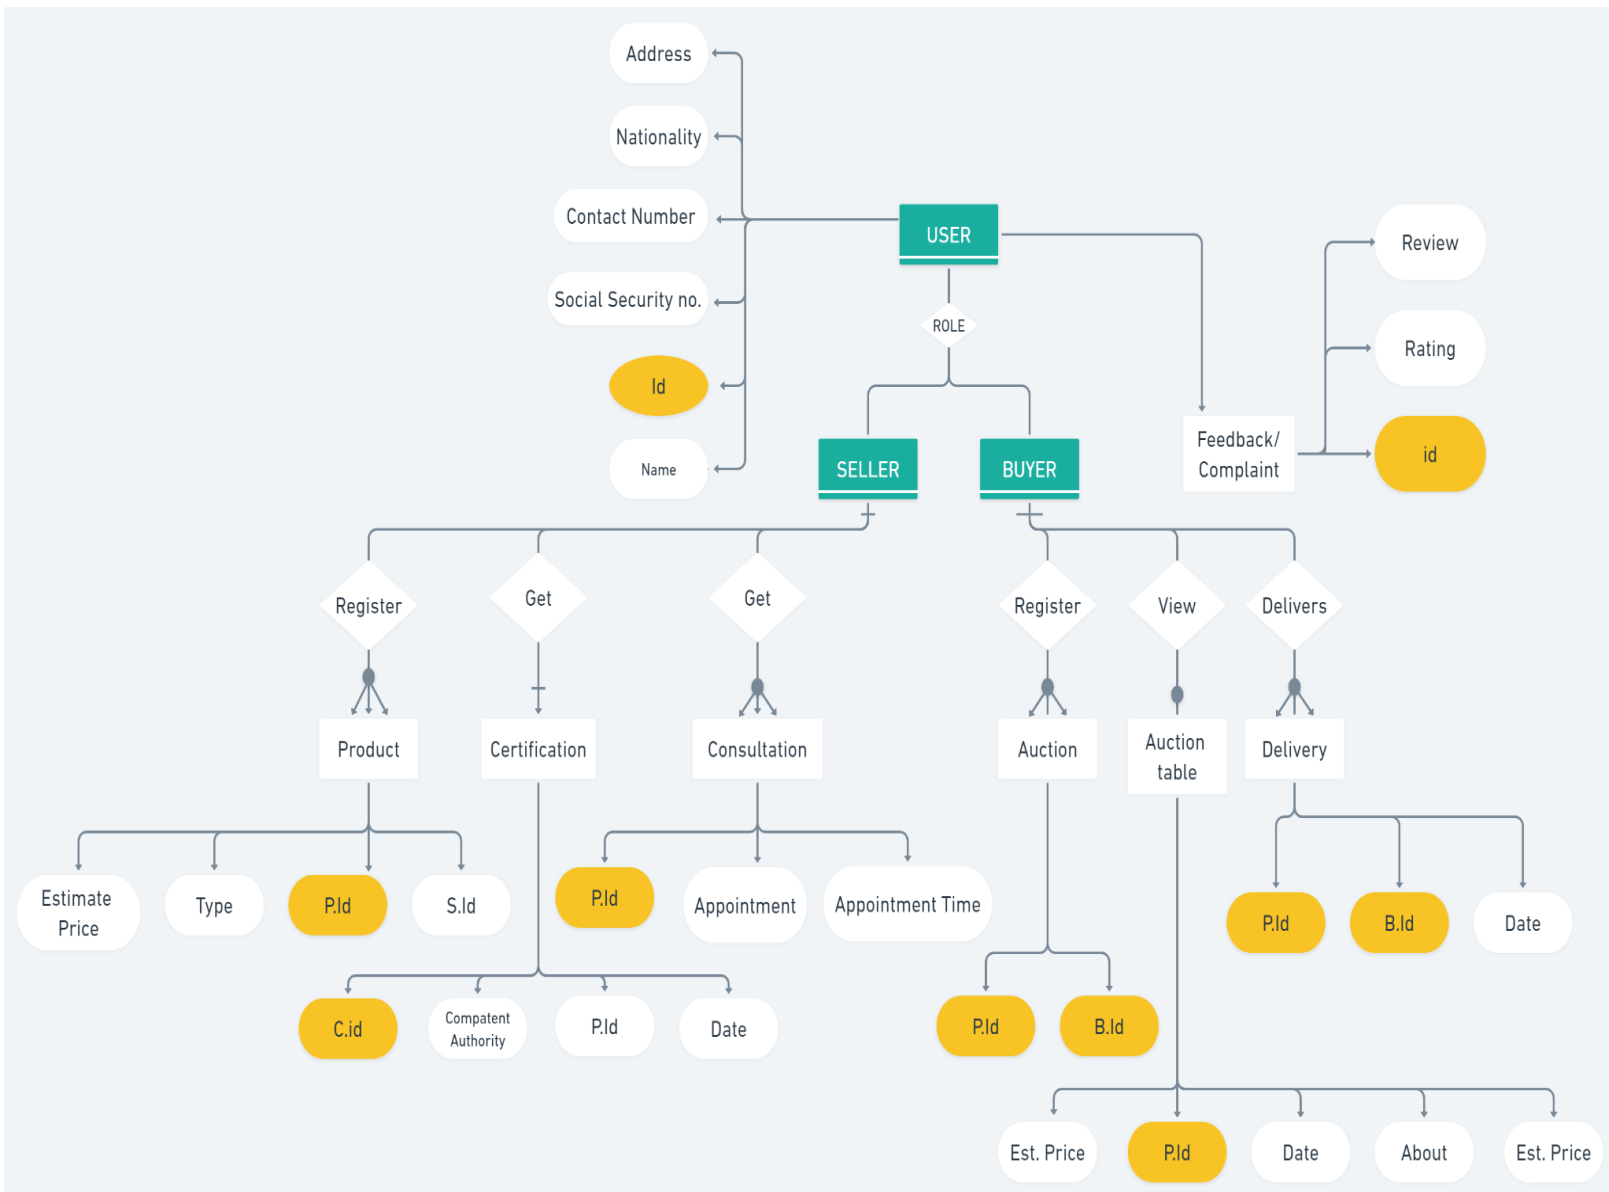 Address
Nationality
Contact Number
Social Security no.
Id
Name
USER
ROLE
SELLER
BUYER
Feedback/
Complaint
Review
Rating
id
Register
Get
Get
Register
View
Delivers
Product
Certification
Consultation
Auction
Auction
table
Delivery
Estimate
Price
Type
P.Id
S.Id
P.Id
Appointment
Appointment Time
P.Id
B.Id
Date
C.id
Compatent
Authority
P.Id
Date
P.Id
B.Id
Est. Price
P.Id
Date
About
Est. Price